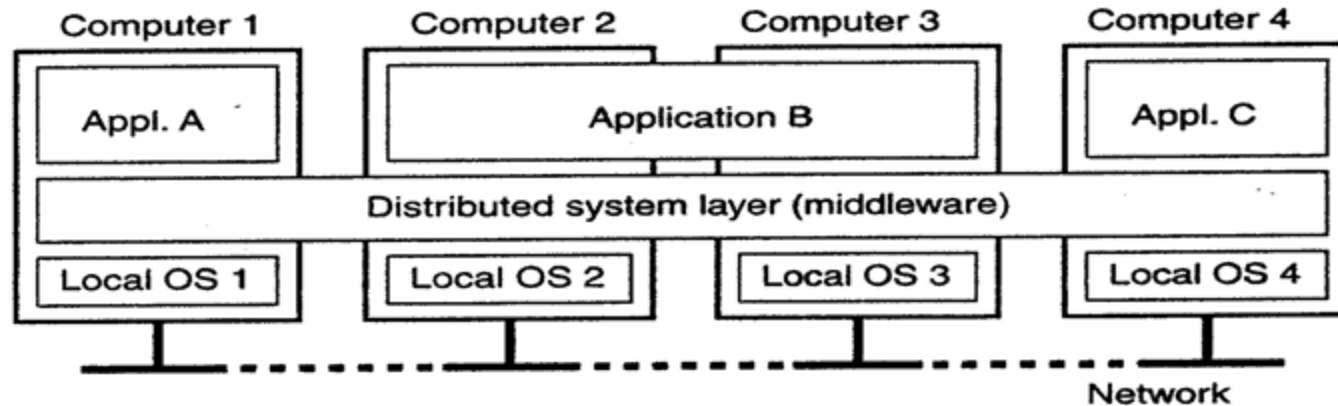 Computer 1 Computer 2 Computer 3 Computer 4
Appl. A Application B Appl. C
Distributed system layer (middleware)
Local OS 1 Local OS 2 Local OS 3 Local OS 4
Network